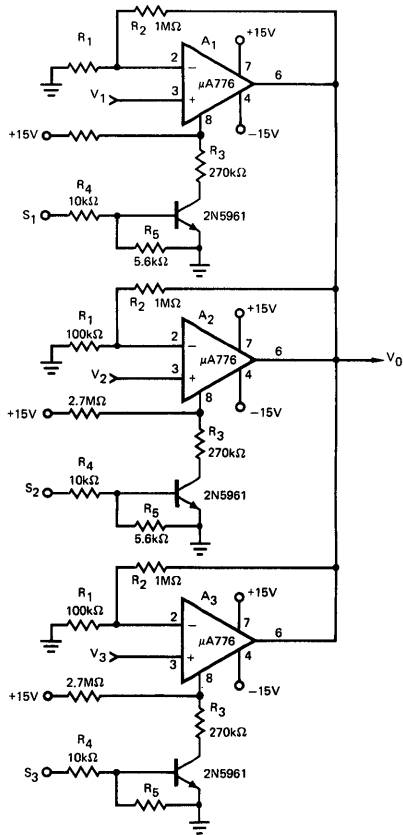 R2 1MΩ
R1
A1
+15V
2
−
7
μA776
6
V1
3
+
4
8
−15V
+15V
R3
270kΩ
R4
10kΩ
S1
2N5961
R5
5.6kΩ
R2 1MΩ
R1
100kΩ
A2
+15V
2
−
7
μA776
6
V0
V2
3
+
4
8
−15V
2.7MΩ
+15V
R3
270kΩ
R4
10kΩ
S2
2N5961
R5
5.6kΩ
R2 1MΩ
R1
100kΩ
A3
+15V
2
−
7
μA776
6
V3
3
+
4
8
−15V
2.7MΩ
+15V
R3
270kΩ
R4
10kΩ
S3
2N5961
R5